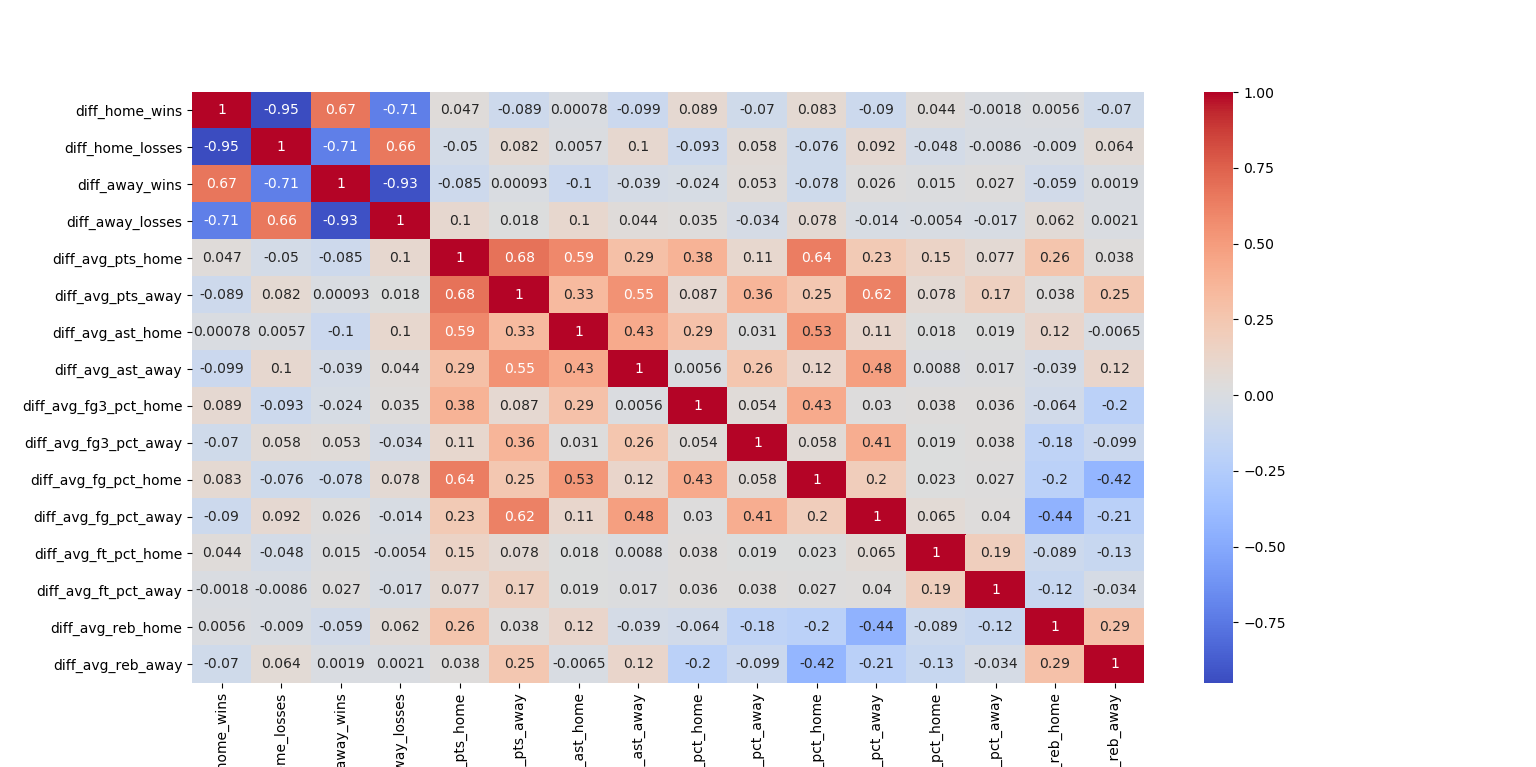 diff_home_wins 1 -0.95 0.67 -0.71 0.047 -0.089 0.00078 -0.099 0.089 -0.07 0.083 -0.09 0.044 -0.0018 0.0056 -0.07 1.00
diff_home_losses -0.95 1 -0.71 0.66 -0.05 0.082 0.0057 0.1 -0.093 0.058 -0.076 0.092 -0.048 -0.0086 -0.009 0.064
diff_away_wins 0.67 -0.71 1 -0.93 -0.085 0.00093 -0.1 -0.039 -0.024 0.053 -0.078 0.026 0.015 0.027 -0.059 0.0019 0.75
diff_away_losses -0.71 0.66 -0.93 1 0.1 0.018 0.1 0.044 0.035 -0.034 0.078 -0.014 -0.0054 -0.017 0.062 0.0021
diff_avg_pts_home 0.047 -0.05 -0.085 0.1 1 0.68 0.59 0.29 0.38 0.11 0.64 0.23 0.15 0.077 0.26 0.038 0.50
diff_avg_pts_away -0.089 0.082 0.00093 0.018 0.68 1 0.33 0.55 0.087 0.36 0.25 0.62 0.078 0.17 0.038 0.25
diff_avg_ast_home 0.00078 0.0057 -0.1 0.1 0.59 0.33 1 0.43 0.29 0.031 0.53 0.11 0.018 0.019 0.12 -0.0065 0.25
diff_avg_ast_away -0.099 0.1 -0.039 0.044 0.29 0.55 0.43 1 0.0056 0.26 0.12 0.48 0.0088 0.017 -0.039 0.12
diff_avg_fg3_pct_home 0.089 -0.093 -0.024 0.035 0.38 0.087 0.29 0.0056 1 0.054 0.43 0.03 0.038 0.036 -0.064 -0.2 0.00
diff_avg_fg3_pct_away -0.07 0.058 0.053 -0.034 0.11 0.36 0.031 0.26 0.054 1 0.058 0.41 0.019 0.038 -0.18 -0.099
diff_avg_fg_pct_home 0.083 -0.076 -0.078 0.078 0.64 0.25 0.53 0.12 0.43 0.058 1 0.2 0.023 0.027 -0.2 -0.42 −0.25
diff_avg_fg_pct_away -0.09 0.092 0.026 -0.014 0.23 0.62 0.11 0.48 0.03 0.41 0.2 1 0.065 0.04 -0.44 -0.21
diff_avg_ft_pct_home 0.044 -0.048 0.015 -0.0054 0.15 0.078 0.018 0.0088 0.038 0.019 0.023 0.065 1 0.19 -0.089 -0.13 −0.50
diff_avg_ft_pct_away -0.0018 -0.0086 0.027 -0.017 0.077 0.17 0.019 0.017 0.036 0.038 0.027 0.04 0.19 1 -0.12 -0.034
diff_avg_reb_home 0.0056 -0.009 -0.059 0.062 0.26 0.038 0.12 -0.039 -0.064 -0.18 -0.2 -0.44 -0.089 -0.12 1 0.29 −0.75
diff_avg_reb_away -0.07 0.064 0.0019 0.0021 0.038 0.25 -0.0065 0.12 -0.2 -0.099 -0.42 -0.21 -0.13 -0.034 0.29 1
home_wins
me_losses
away_wins
way_losses
_pts_home
_pts_away
_ast_home
_ast_away
_pct_home
_pct_away
_pct_home
_pct_away
_pct_home
_pct_away
_reb_home
_reb_away